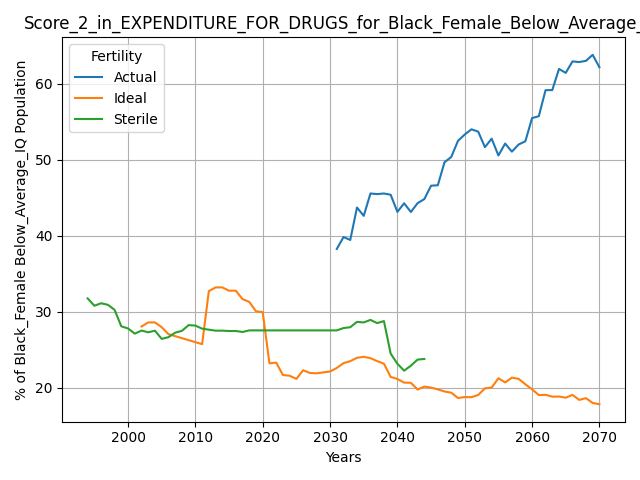 Score_2_in_EXPENDITURE_FOR_DRUGS_for_Black_Female_Below_Average_
Fertility
Actual
Ideal
Sterile
% of Black_Female Below_Average_IQ Population
60
50
40
30
20
2000 2010 2020 2030 2040 2050 2060 2070
Years